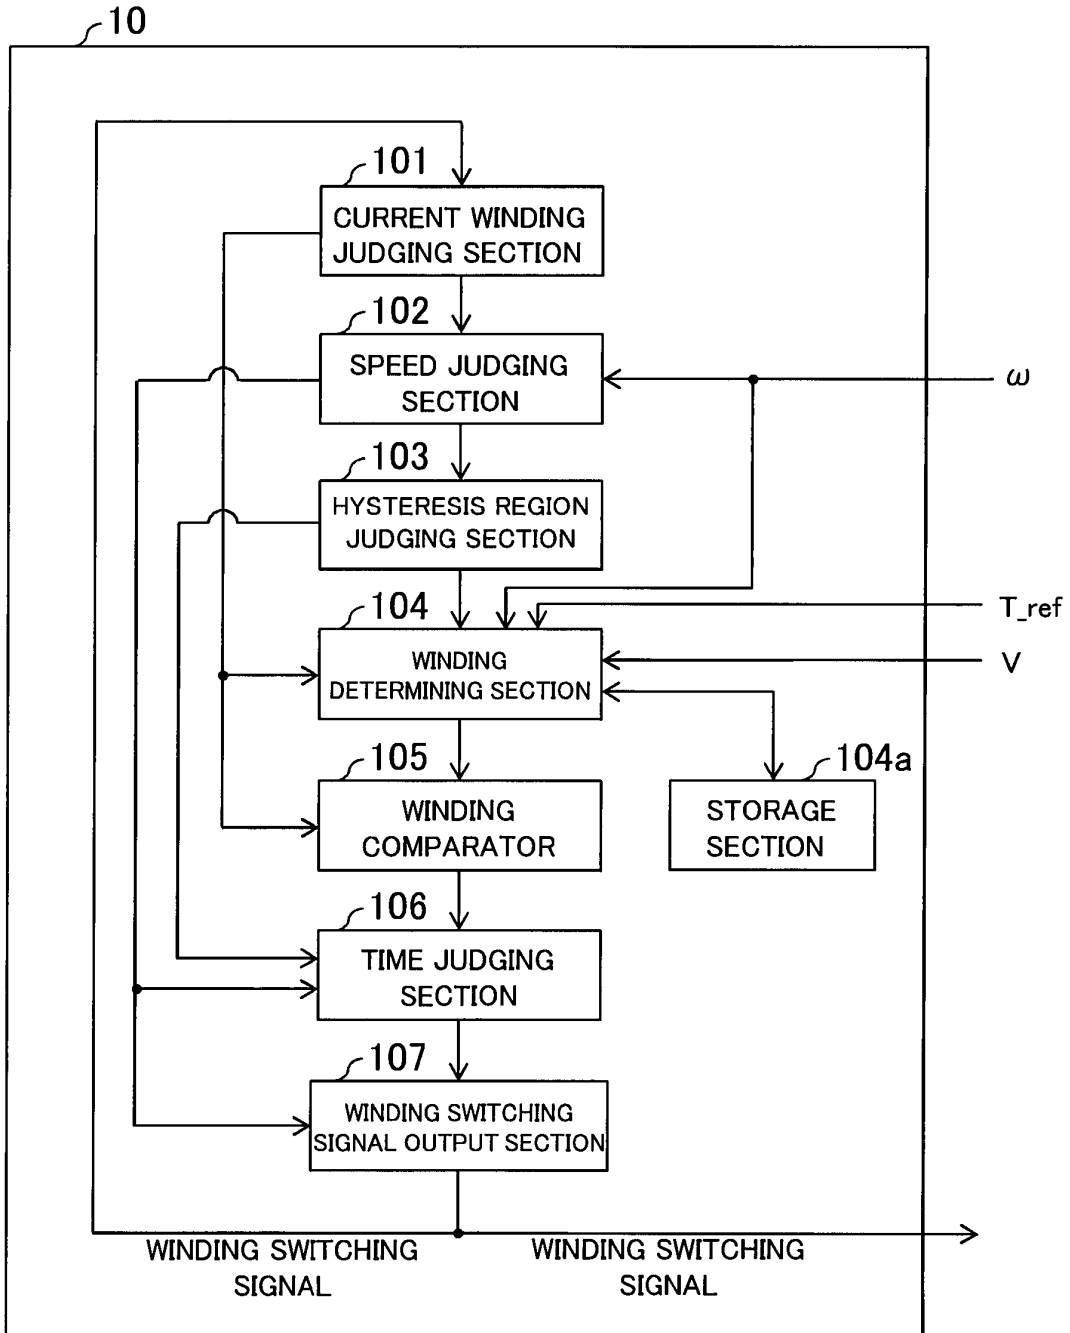 10
101
CURRENT WINDING
JUDGING SECTION
102
SPEED JUDGING
SECTION
ω
103
HYSTERESIS REGION
JUDGING SECTION
104
T_ref
WINDING
DETERMINING SECTION
V
105
104a
WINDING
COMPARATOR
STORAGE
SECTION
106
TIME JUDGING
SECTION
107
WINDING SWITCHING
SIGNAL OUTPUT SECTION
WINDING SWITCHING
SIGNAL
WINDING SWITCHING
SIGNAL